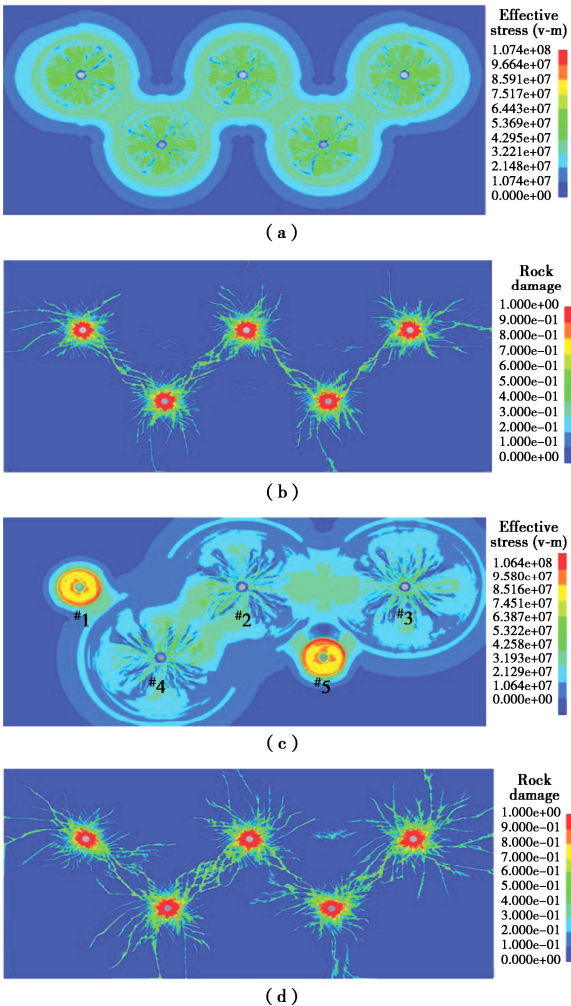 Effective
stress (v-m)
1.074e+08
9.664e+07
8.591e+07
7.517e+07
6.443e+07
5.369e+07
4.295e+07
3.221e+07
2.148e+07
1.074e+07
0.000e+00
(a)
Rock
damage
1.000e+00
9.000e-01
8.000e-01
7.000e-01
6.000e-01
5.000e-01
4.000e-01
3.000e-01
2.000e-01
1.000e-01
0.000e+00
(b)
Effective
stress (v-m)
1.064e+08
9.580c+07
8.516e+07
7.451e+07
6.387e+07
5.322e+07
4.258e+07
3.193e+07
2.129e+07
1.064e+07
0.000e+00
#1
#2
#3
#4
#5
(c)
Rock
damage
1.000e+00
9.000e-01
8.000e-01
7.000e-01
6.000e-01
5.000e-01
4.000e-01
3.000e-01
2.000e-01
1.000e-01
0.000e+00
(d)